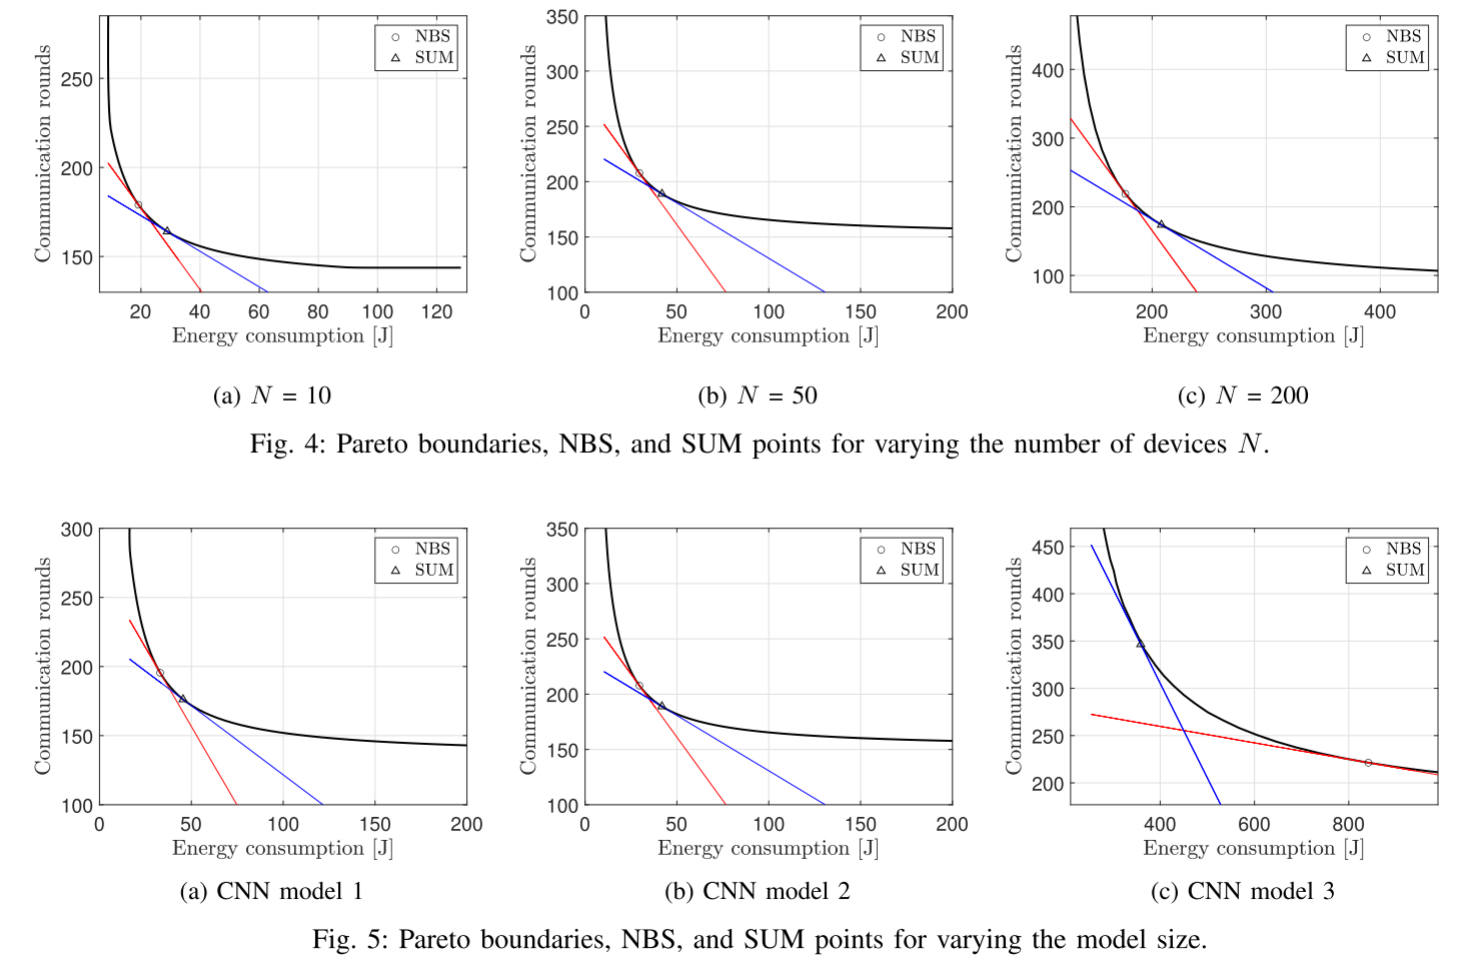 NBS
SUM
Communication rounds
250
200
150
20 40 60 80 100 120
Energy consumption [J]
(a) N = 10
NBS
SUM
Communication rounds
350
300
250
200
150
100
0 50 100 150 200
Energy consumption [J]
(b) N = 50
NBS
SUM
Communication rounds
400
300
200
100
200 300 400
Energy consumption [J]
(c) N = 200
Fig. 4: Pareto boundaries, NBS, and SUM points for varying the number of devices N.
NBS
SUM
Communication rounds
300
250
200
150
100
0 50 100 150 200
Energy consumption [J]
(a) CNN model 1
NBS
SUM
Communication rounds
350
300
250
200
150
100
0 50 100 150 200
Energy consumption [J]
(b) CNN model 2
NBS
SUM
Communication rounds
450
400
350
300
250
200
400 600 800
Energy consumption [J]
(c) CNN model 3
Fig. 5: Pareto boundaries, NBS, and SUM points for varying the model size.